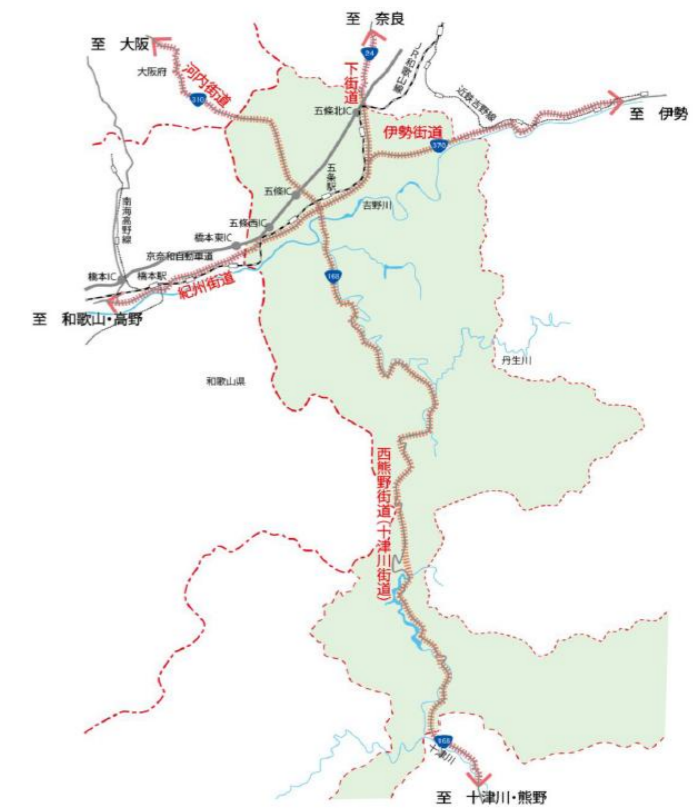 至 奈良
至 大阪
大阪府
河内街道
310
24
下街道
JR和歌山線
近鉄吉野線
至 伊勢
五條北IC
伊勢街道
370
五条駅
五條IC
吉野川
南海高野線
五條西IC
橋本東IC
京奈和自動車道
橋本IC
橋本駅
紀州街道
168
至 和歌山・高野
丹生川
和歌山県
西熊野街道(十津川街道)
168
十津川
至 十津川・熊野